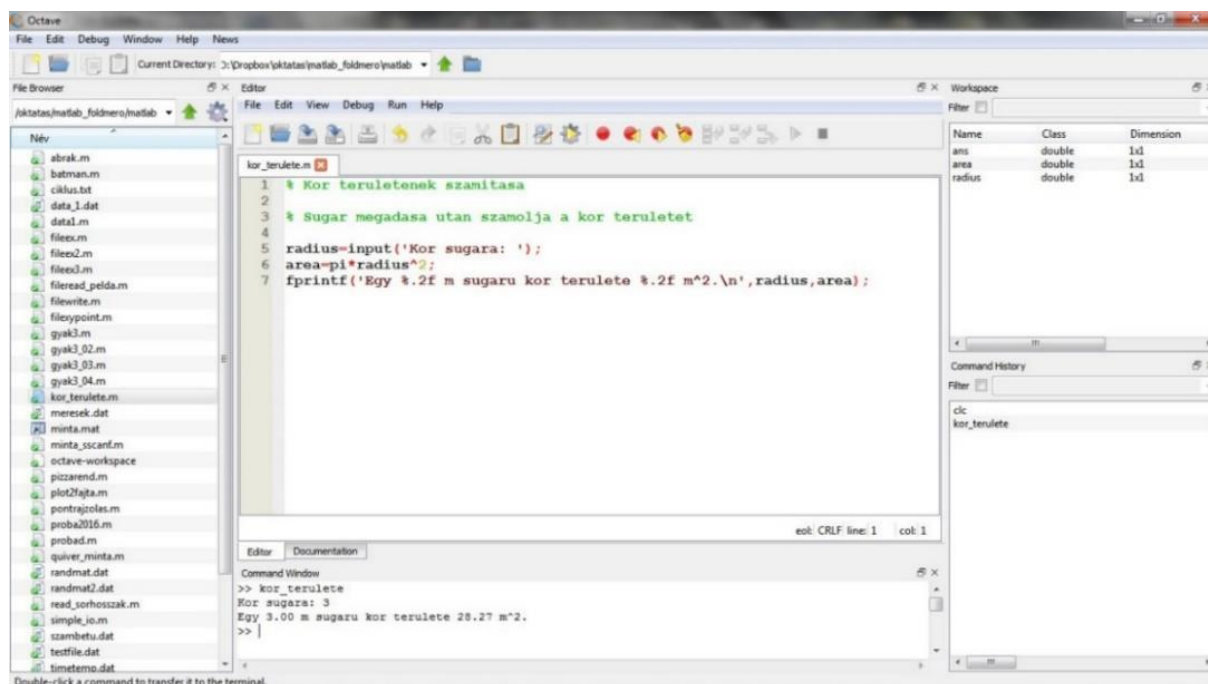 Octave
File Edit Debug Window Help News
Current Directory: D:\Dropbox\oktatas\matlab_foldmero\matlab
File Browser
/oktatas/matlab_foldmero/matlab
Név
abrak.m
batman.m
ciklus.txt
data_1.dat
data1.m
fileex.m
fileex2.m
fileex3.m
fileread_pelda.m
filewrite.m
filexypoint.m
gyak3.m
gyak3_02.m
gyak3_03.m
gyak3_04.m
kor_terulete.m
meresek.dat
minta.mat
minta_sscanf.m
octave-workspace
pizzarend.m
plot2fajta.m
pontrajzolas.m
proba2016.m
probad.m
quiver_minta.m
randmat.dat
randmat2.dat
read_sorhosszak.m
simple_io.m
szambetu.dat
testfile.dat
timetemp.dat
Editor
File Edit View Debug Run Help
kor_terulete.m
1 % Kor teruletenek szamitasa
2
3 % Sugar megadasa utan szamolja a kor teruletet
4
5 radius=input('Kor sugara: ');
6 area=pi*radius^2;
7 fprintf('Egy %.2f m sugaru kor terulete %.2f m^2.\n',radius,area);
eol: CRLF line: 1 col: 1
Editor Documentation
Command Window
>> kor_terulete
Kor sugara: 3
Egy 3.00 m sugaru kor terulete 28.27 m^2.
>>
Workspace
Filter
Name Class Dimension
ans double 1x1
area double 1x1
radius double 1x1
Command History
Filter
clc
kor_terulete
Double-click a command to transfer it to the terminal.